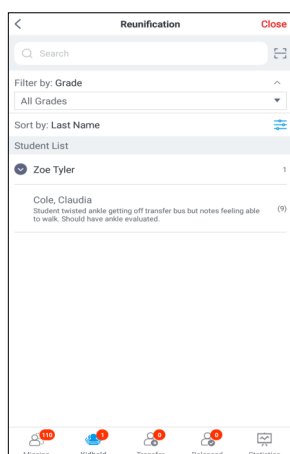 Reunification
Close
Search
Filter by: Grade
All Grades
Sort by: Last Name
Student List
Zoe Tyler 1
Cole, Claudia
Student twisted ankle getting off transfer bus but notes feeling able (9)
to walk. Should have ankle evaluated.
110 1 0 0
Missing Kidheld Transfer Released Statistics